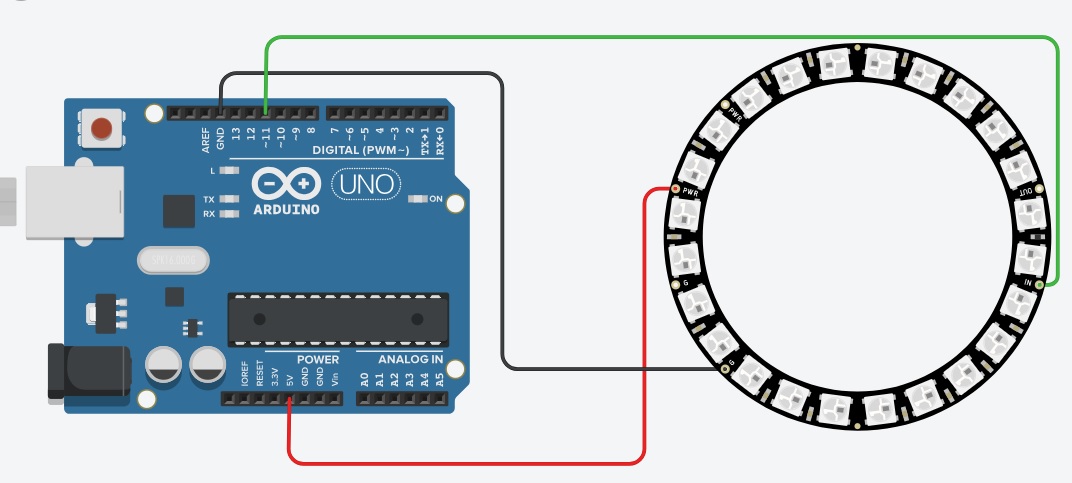 AREF
GND
13
12
~11
~10
~9
8
7
~6
~5
~4
~3
2
TX→1
RX←0
DIGITAL (PWM~)
L
TX
RX
UNO
ARDUINO
ON
POWER
ANALOG IN
IOREF
RESET
3.3V
5V
GND
GND
Vin
A0
A1
A2
A3
A4
A5
PWR
PWR
OUT
IN
G
G